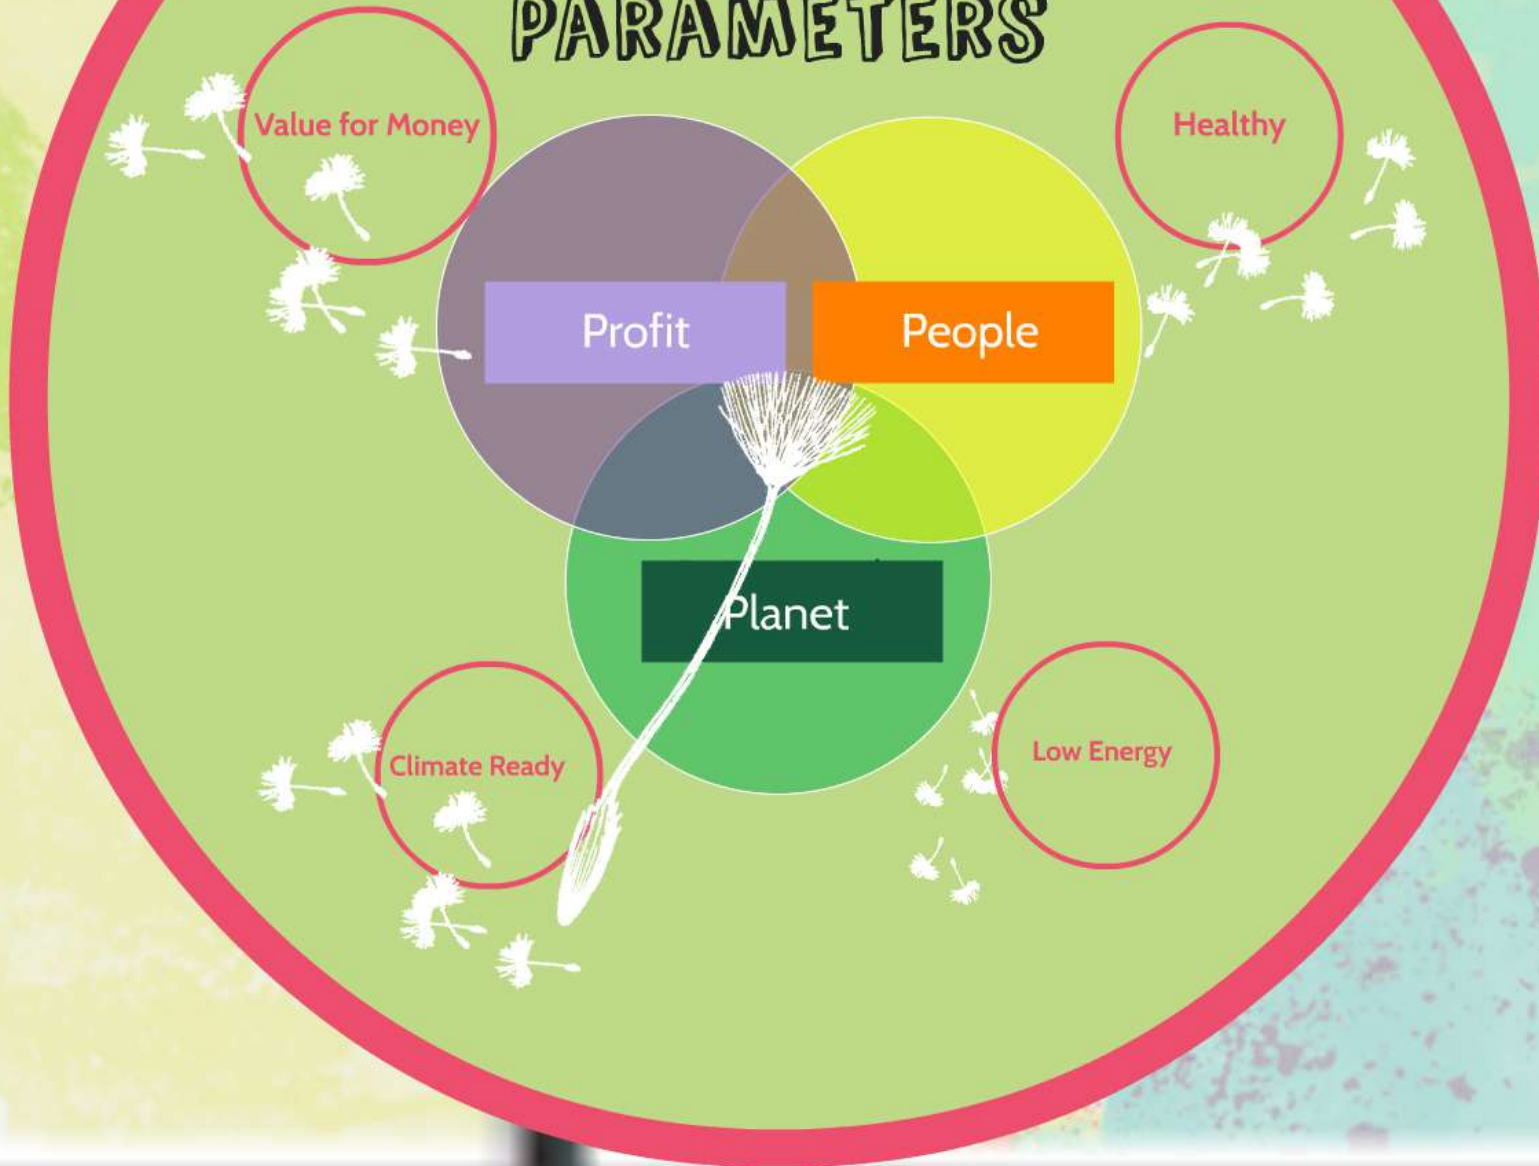 PARAMETERS
Value for Money
Healthy
Profit
People
Planet
Climate Ready
Low Energy